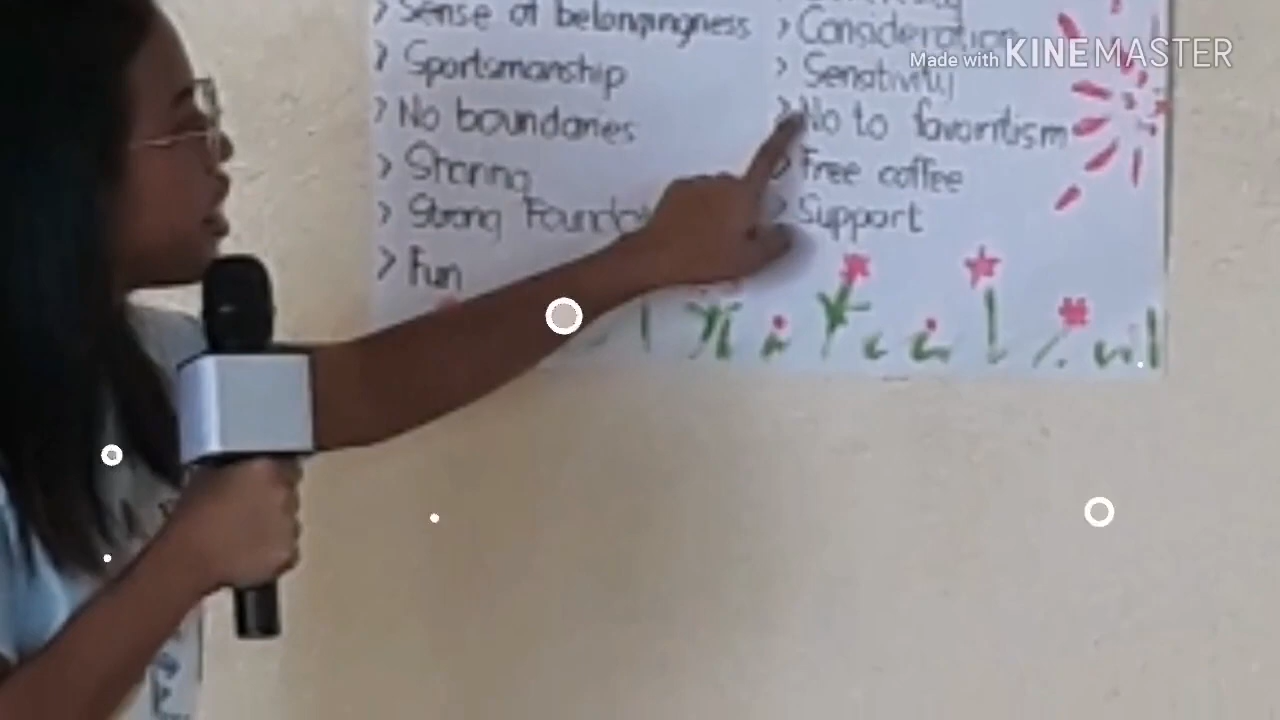 > Sense of belongingness
> Sportsmanship
> No boundaries
> Sharing
> Strong
> Fun
> Consideration
> Sensitivity
> No to favoritism
> Free coffee
> Support
Made with KINEMASTER